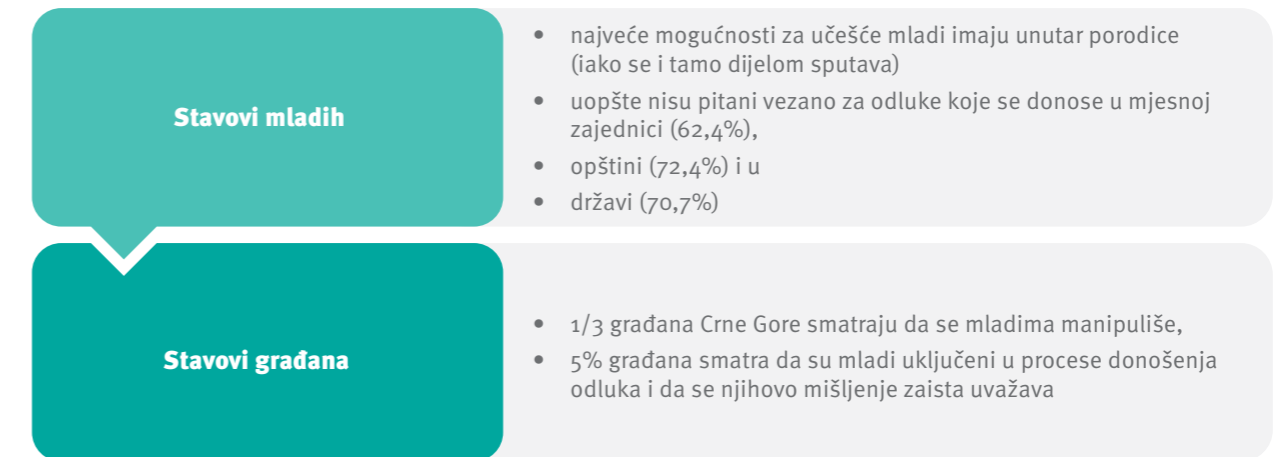 Stavovi mladih
• najveće mogućnosti za učešće mladi imaju unutar porodice
(iako se i tamo dijelom sputava)
• uopšte nisu pitani vezano za odluke koje se donose u mjesnoj
zajednici (62,4%),
• opštini (72,4%) i u
• državi (70,7%)
Stavovi građana
• 1/3 građana Crne Gore smatraju da se mladima manipuliše,
• 5% građana smatra da su mladi uključeni u procese donošenja
odluka i da se njihovo mišljenje zaista uvažava